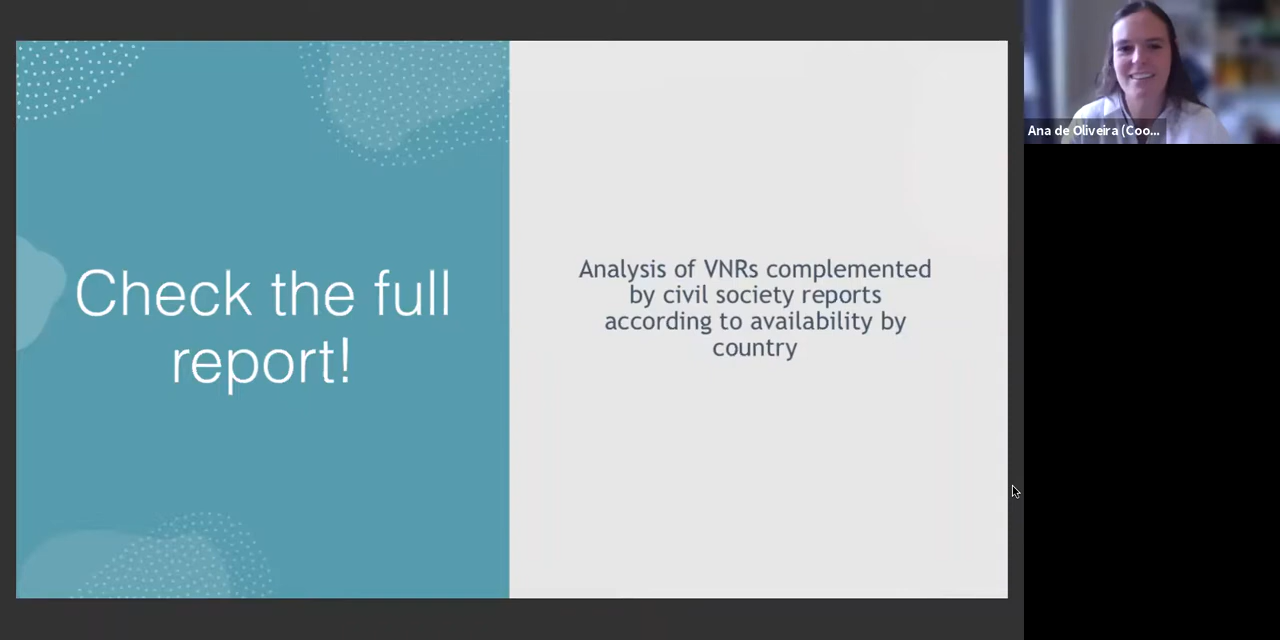 Check the full
report!
Analysis of VNRs complemented
by civil society reports
according to availability by
country
Ana de Oliveira (Coo...